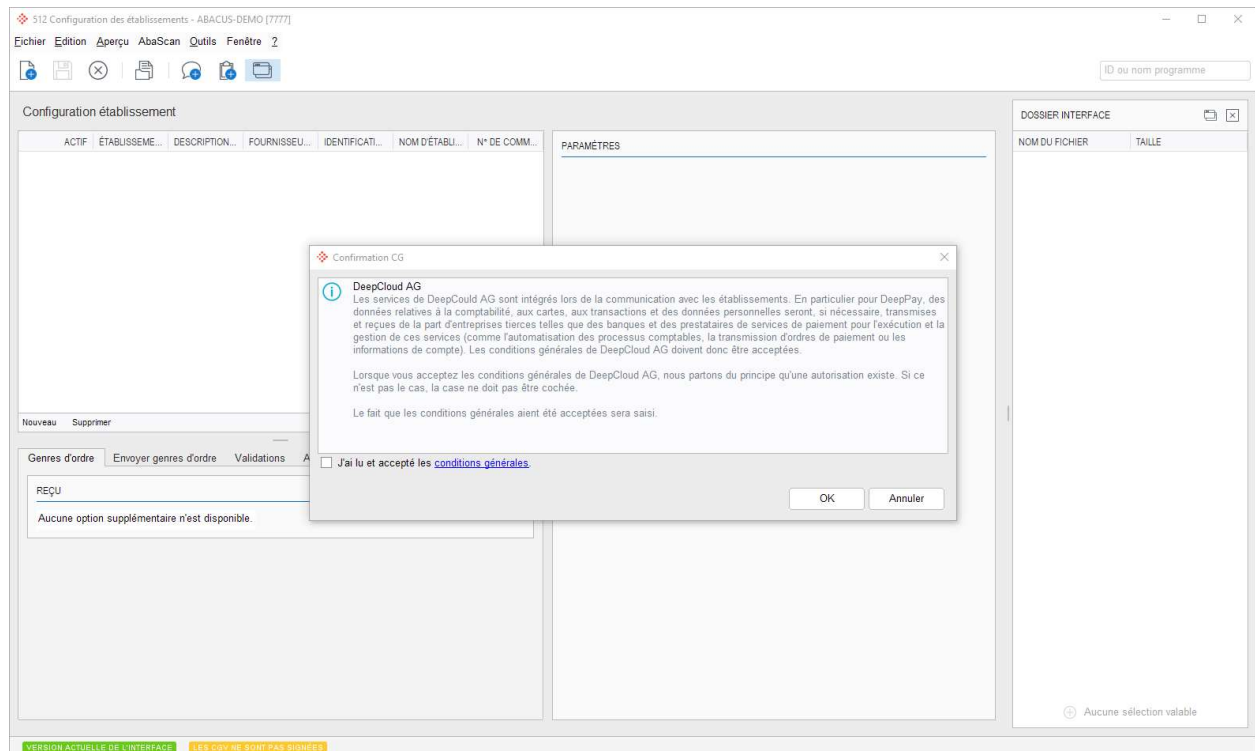 512 Configuration des établissements - ABACUS-DEMO [7777]
Eichier Edition Aperçu AbaScan Outils Fenêtre ?
ID ou nom programme
Configuration établissement
ACTIF ÉTABLISSEME... DESCRIPTION... FOURNISSEU... IDENTIFICATI... NOM D'ÉTABLI... N° DE COMM...
PARAMÈTRES
DOSSIER INTERFACE
NOM DU FICHIER TAILLE
Confirmation CG
DeepCloud AG
Les services de DeepCould AG sont intégrés lors de la communication avec les établissements. En particulier pour DeepPay, des
données relatives à la comptabilité, aux cartes, aux transactions et des données personnelles seront, si nécessaire, transmises
et reçues de la part d'entreprises tierces telles que des banques et des prestataires de services de paiement pour l'exécution et la
gestion de ces services (comme l'automatisation des processus comptables, la transmission d'ordres de paiement ou les
informations de compte). Les conditions générales de DeepCloud AG doivent donc être acceptées.
Lorsque vous acceptez les conditions générales de DeepCloud AG, nous partons du principe qu'une autorisation existe. Si ce
n'est pas le cas, la case ne doit pas être cochée.
Le fait que les conditions générales aient été acceptées sera saisi.
J'ai lu et accepté les conditions générales.
OK Annuler
Nouveau Supprimer
Genres d'ordre Envoyer genres d'ordre Validations A
REÇU
Aucune option supplémentaire n'est disponible.
Aucune sélection valable
VERSION ACTUELLE DE L'INTERFACE LES CGV NE SONT PAS SIGNÉES